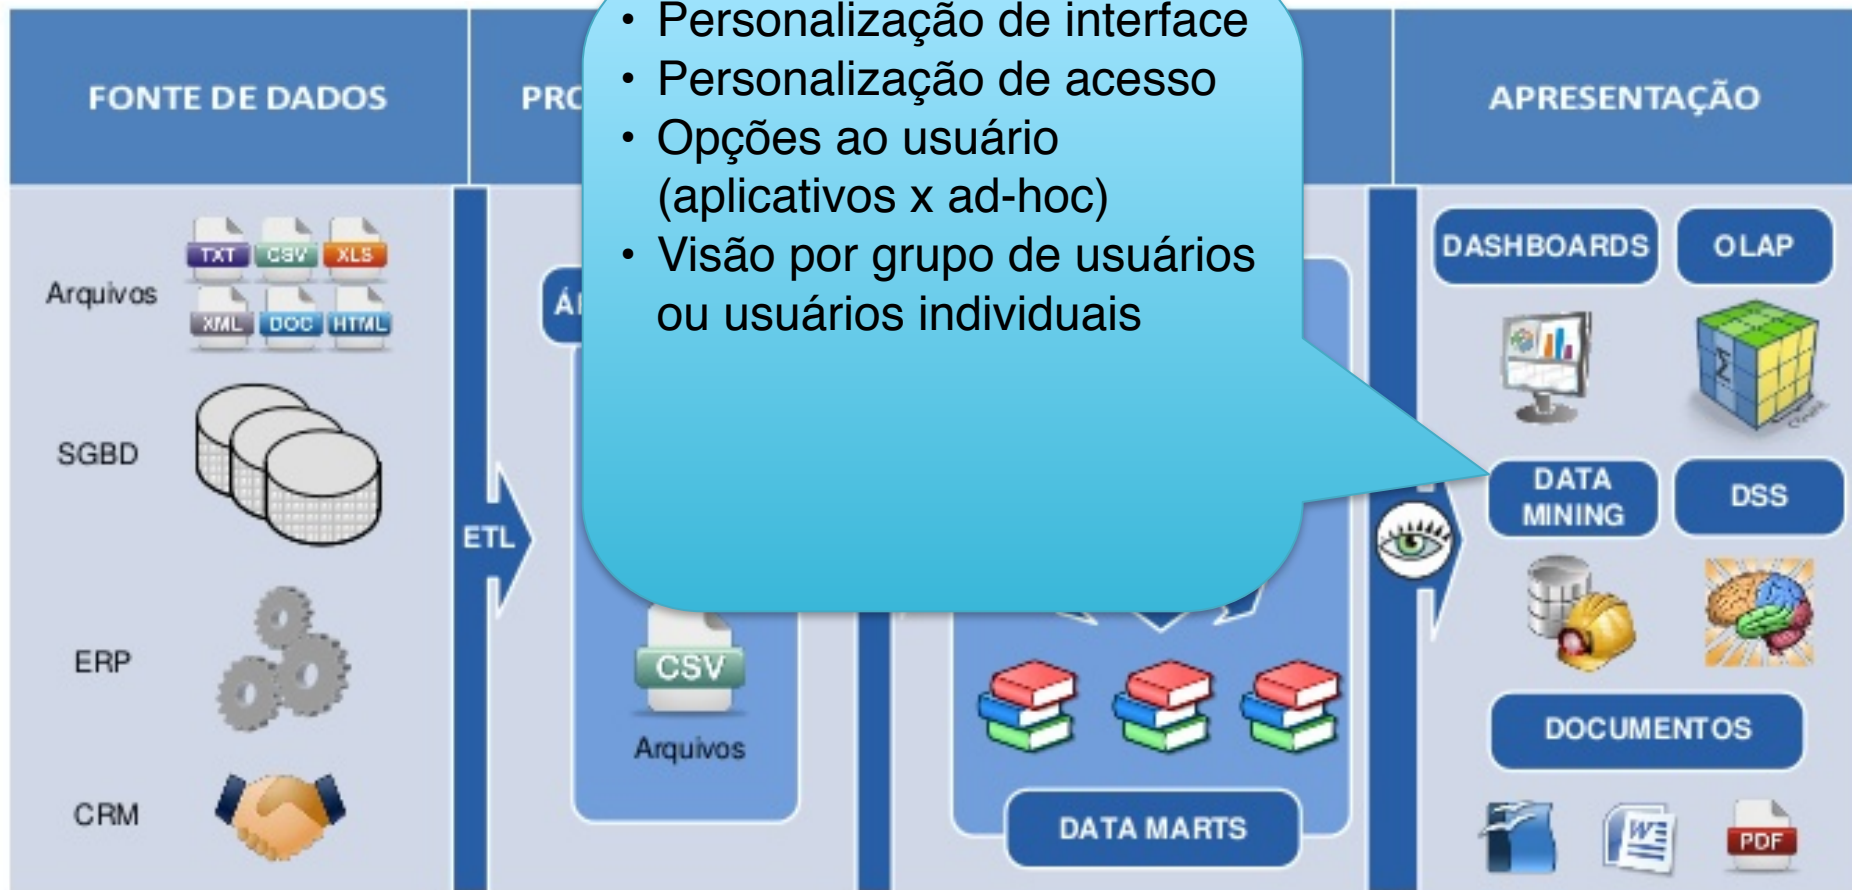 • Personalização de interface
• Personalização de acesso
• Opções ao usuário
(aplicativos x ad-hoc)
• Visão por grupo de usuários
ou usuários individuais
FONTE DE DADOS
APRESENTAÇÃO
Arquivos
TXT
CSV
XLS
XML
DOC
HTML
SGBD
ERP
CRM
ETL
CSV
Arquivos
DATA MARTS
DASHBOARDS
OLAP
Σ
DATA
MINING
DSS
DOCUMENTOS
W
PDF